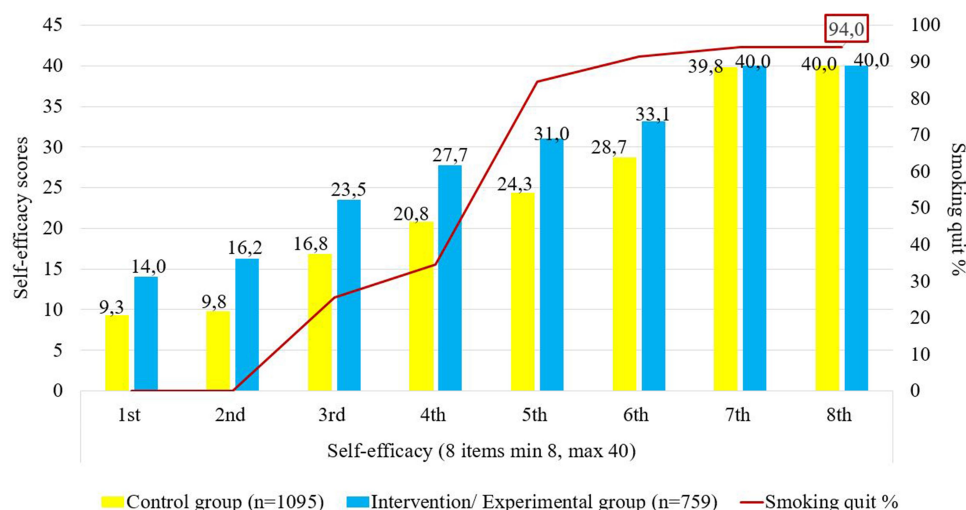 94,0
45 100
40 90
35 80
30 70
25 60
20 50
15 40
10 30
5 20
0 10
0
Self-efficacy scores
Smoking quit %
9,3 14,0 9,8 16,2 16,8 23,5 20,8 27,7 24,3 31,0 28,7 33,1 39,8 40,0 40,0 40,0
1st 2nd 3rd 4th 5th 6th 7th 8th
Self-efficacy (8 items min 8, max 40)
Control group (n=1095) Intervention/ Experimental group (n=759) Smoking quit %